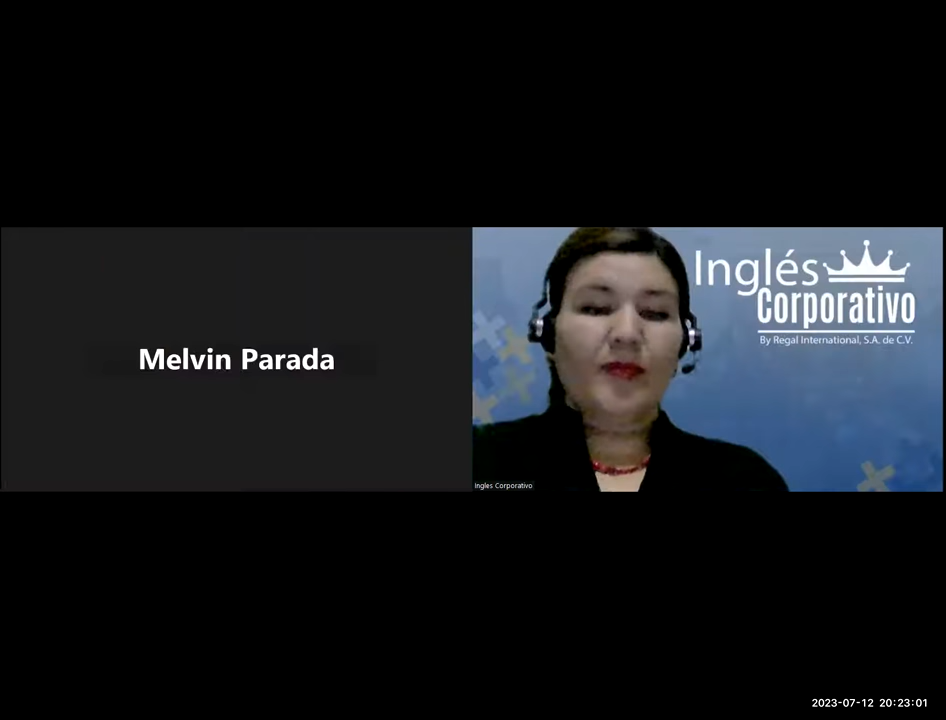 Melvin Parada
Inglés
Corporativo
By Regal International, S.A. de C.V.
Ingles Corporativo
2023-07-12 20:23:01